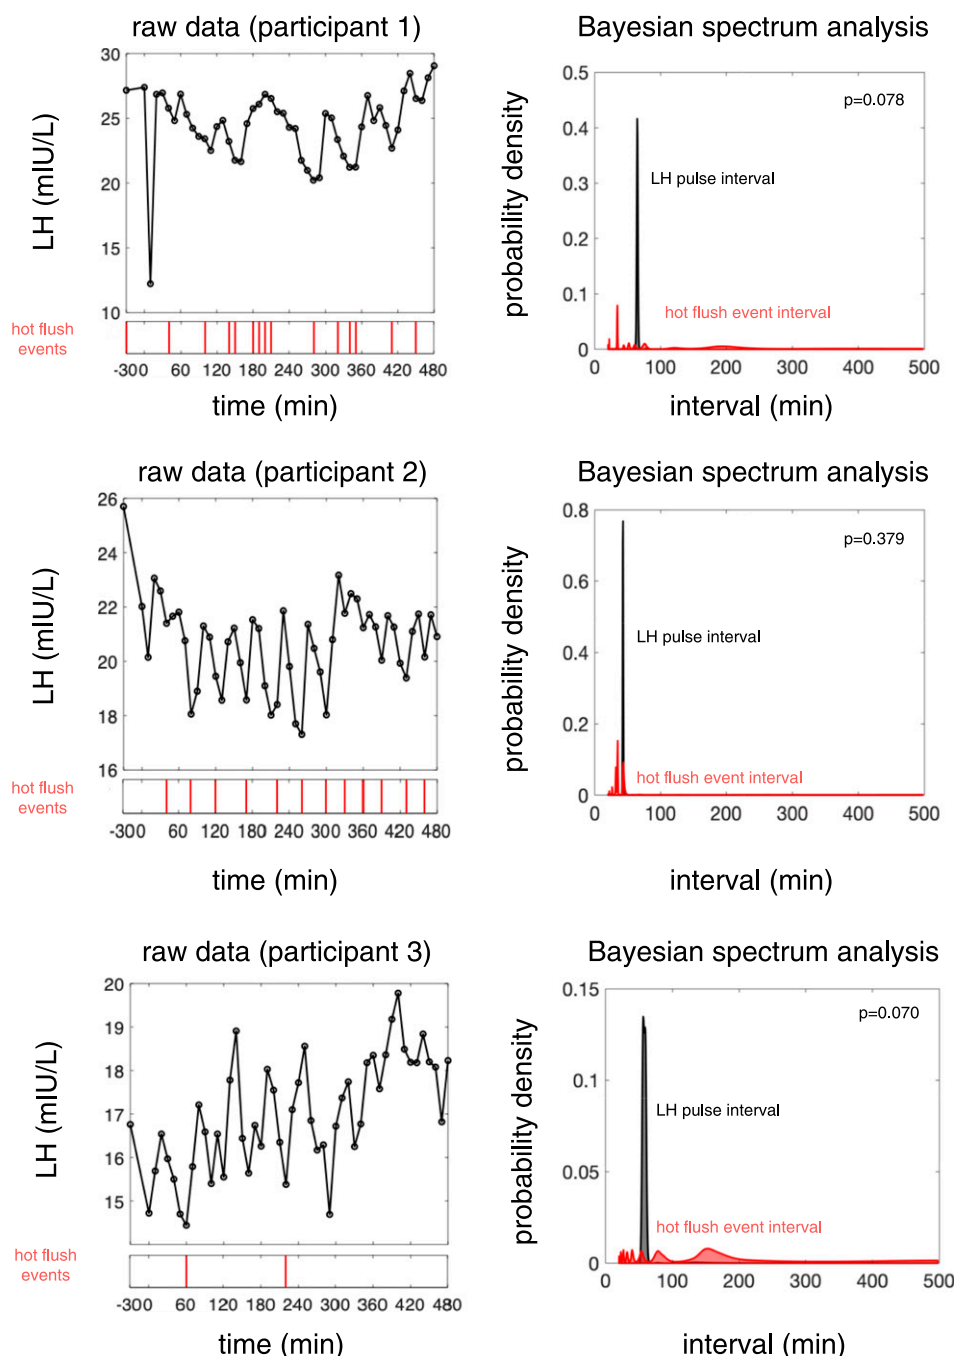 raw data (participant 1)
LH (mIU/L)
30
25
20
15
10
hot flush
events
-300 60 120 180 240 300 360 420 480
time (min)
Bayesian spectrum analysis
probability density
0.5
0.4
0.3
0.2
0.1
0
p=0.078
LH pulse interval
hot flush event interval
0 100 200 300 400 500
interval (min)
raw data (participant 2)
LH (mIU/L)
26
24
22
20
18
16
hot flush
events
-300 60 120 180 240 300 360 420 480
time (min)
Bayesian spectrum analysis
probability density
0.8
0.6
0.4
0.2
0
p=0.379
LH pulse interval
hot flush event interval
0 100 200 300 400 500
interval (min)
raw data (participant 3)
LH (mIU/L)
20
19
18
17
16
15
hot flush
events
-300 60 120 180 240 300 360 420 480
time (min)
Bayesian spectrum analysis
probability density
0.15
0.1
0.05
0
p=0.070
LH pulse interval
hot flush event interval
0 100 200 300 400 500
interval (min)